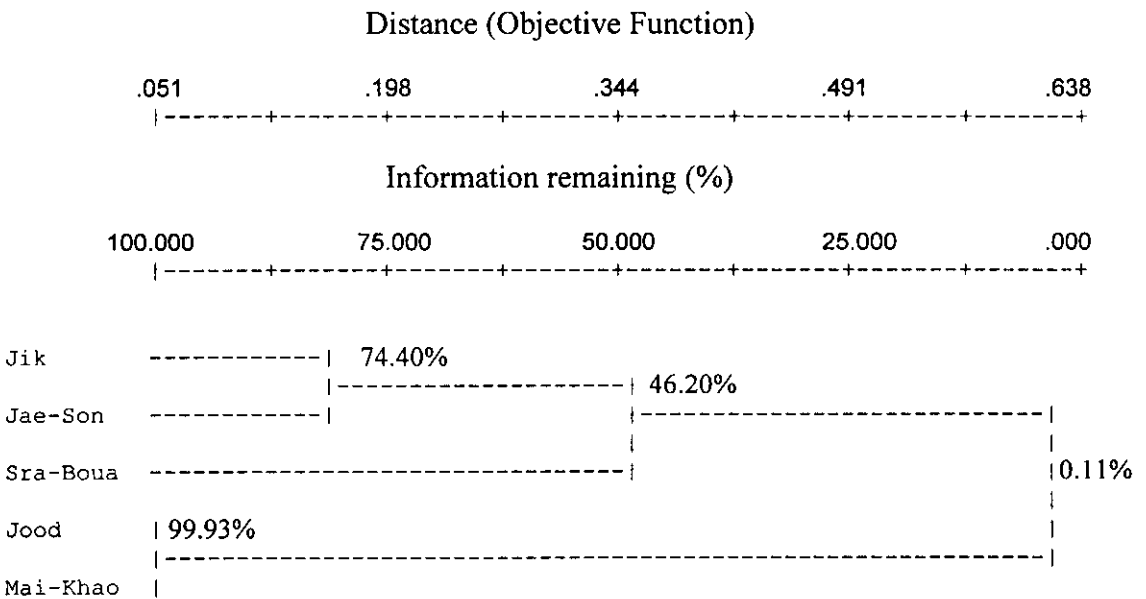 Distance (Objective Function)
.051 .198 .344 .491 .638
Information remaining (%)
100.000 75.000 50.000 25.000 .000
Jik 74.40%
46.20%
Jae-Son
Sra-Boua 0.11%
Jood 99.93%
Mai-Khao